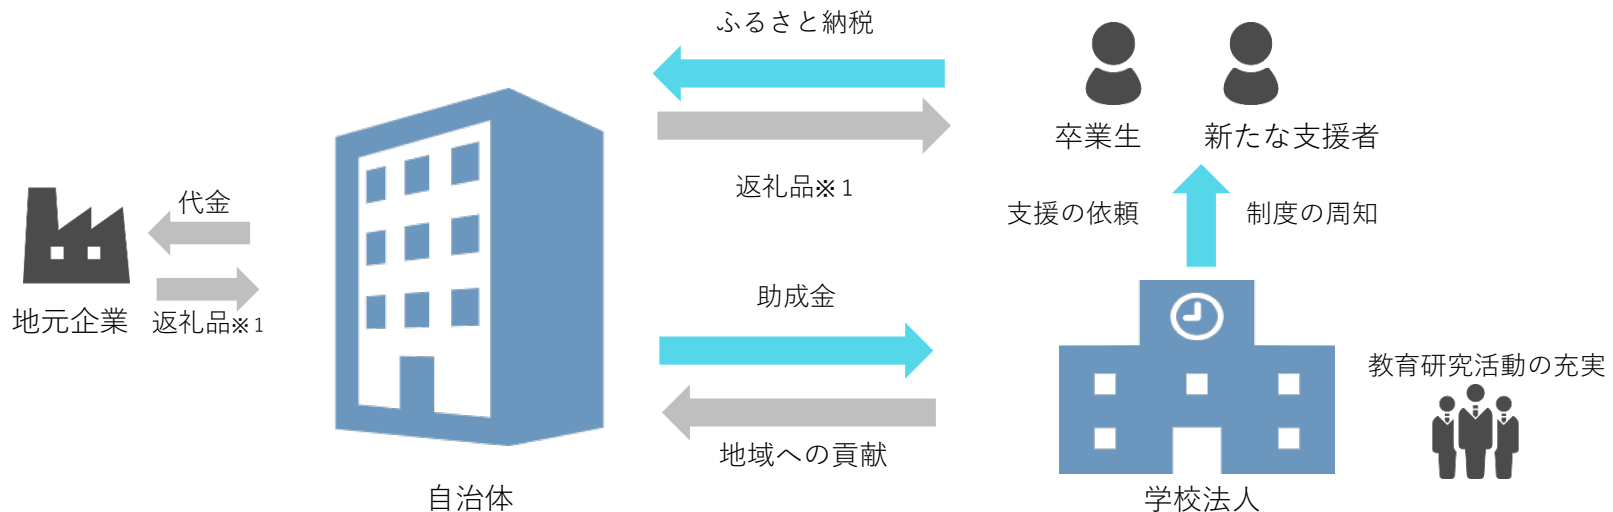 ふるさと納税
卒業生
新たな支援者
返礼品※1
代金
支援の依頼
制度の周知
地元企業
返礼品※1
助成金
教育研究活動の充実
地域への貢献
自治体
学校法人